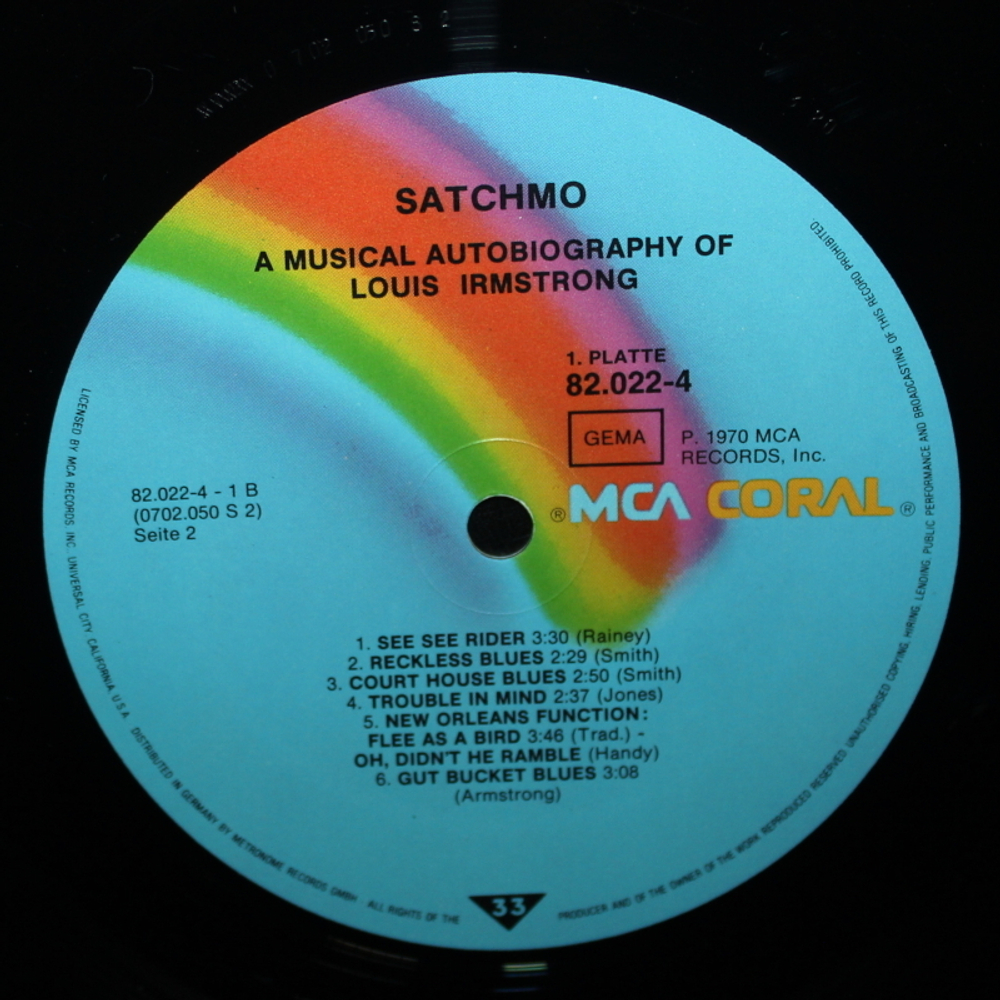 SATCHMO
A MUSICAL AUTOBIOGRAPHY OF
LOUIS IRMSTRONG
1. PLATTE
82.022-4
GEMA
P. 1970 MCA
RECORDS, Inc.
® MCA CORAL ®
82.022-4 - 1 B
(0702.050 S 2)
Seite 2
1. SEE SEE RIDER 3:30 (Rainey)
2. RECKLESS BLUES 2:29 (Smith)
3. COURT HOUSE BLUES 2:50 (Smith)
4. TROUBLE IN MIND 2:37 (Jones)
5. NEW ORLEANS FUNCTION:
FLEE AS A BIRD 3:46 (Trad.) -
OH, DIDN'T HE RAMBLE (Handy)
6. GUT BUCKET BLUES 3:08
(Armstrong)
33
LICENSED BY MCA RECORDS. INC. UNIVERSAL CITY CALIFORNIA, U.S.A. DISTRIBUTED IN GERMANY BY METRONOME RECORDS GMBH ALL RIGHTS OF THE
PRODUCER AND OF THE OWNER OF THE WORK REPRODUCED RESERVED. UNAUTHORISED COPYING, HIRING, LENDING, PUBLIC PERFORMANCE AND BROADCASTING OF THIS RECORD PROHIBITED.